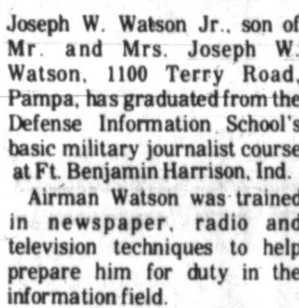 Joseph W. Watson Jr., son of
Mr. and Mrs. Joseph W.
Watson, 1100 Terry Road,
Pampa, has graduated from the
Defense Information School's
basic military journalist course
at Ft. Benjamin Harrison, Ind.
Airman Watson was trained
in newspaper, radio and
television techniques to help
prepare him for duty in the
information field.